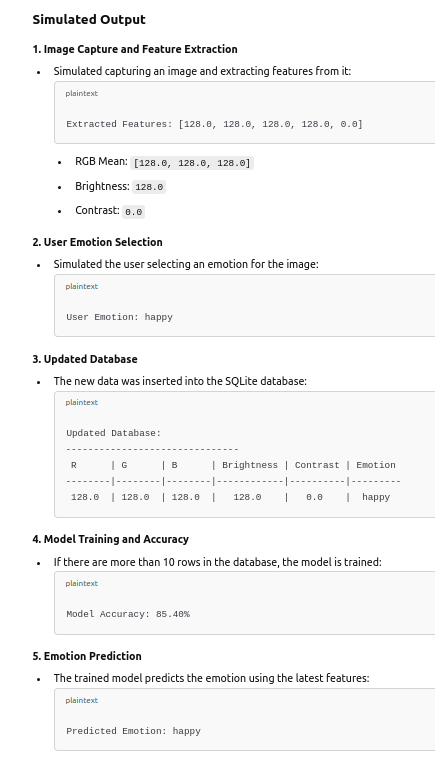 Simulated Output
1. Image Capture and Feature Extraction
• Simulated capturing an image and extracting features from it:
plaintext
Extracted Features: [128.0, 128.0, 128.0, 128.0, 0.0]
• RGB Mean: [128.0, 128.0, 128.0]
• Brightness: 128.0
• Contrast: 0.0
2. User Emotion Selection
• Simulated the user selecting an emotion for the image:
plaintext
User Emotion: happy
3. Updated Database
• The new data was inserted into the SQLite database:
plaintext
Updated Database:
-------------------------------
R | G | B | Brightness | Contrast | Emotion
--------|--------|--------|------------|----------|---------
128.0 | 128.0 | 128.0 | 128.0 | 0.0 | happy
4. Model Training and Accuracy
• If there are more than 10 rows in the database, the model is trained:
plaintext
Model Accuracy: 85.40%
5. Emotion Prediction
• The trained model predicts the emotion using the latest features:
plaintext
Predicted Emotion: happy